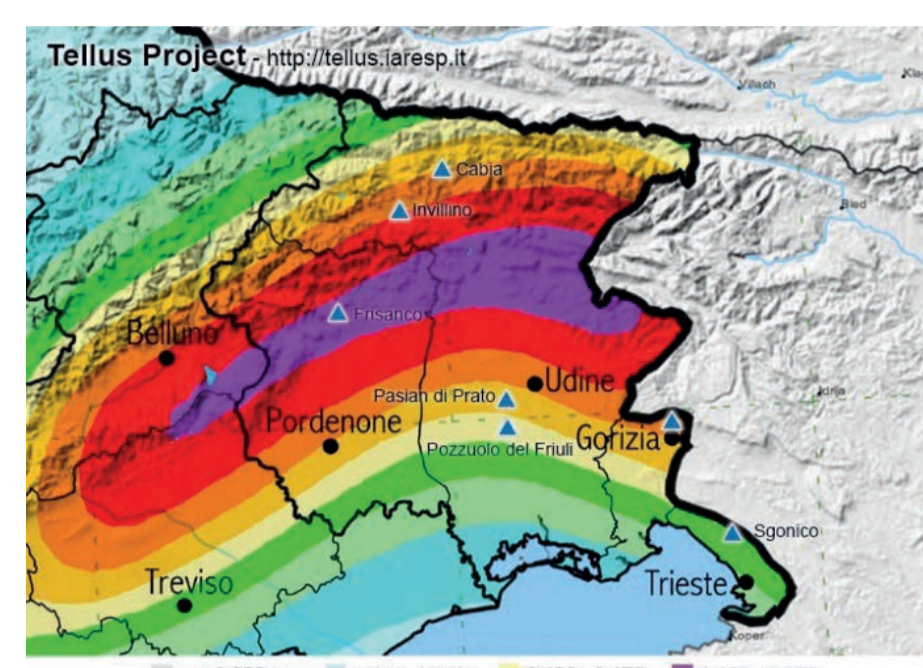 Tellus Project - http://tellus.iaresp.it
Villach
Cabia
Invillino
Bled
Frisanco
Belluno
Udine
Idrija
Pasian di Prato
Pordenone
Gorizia
Pozzuolo del Friuli
Sgonico
Treviso
Trieste
Koper